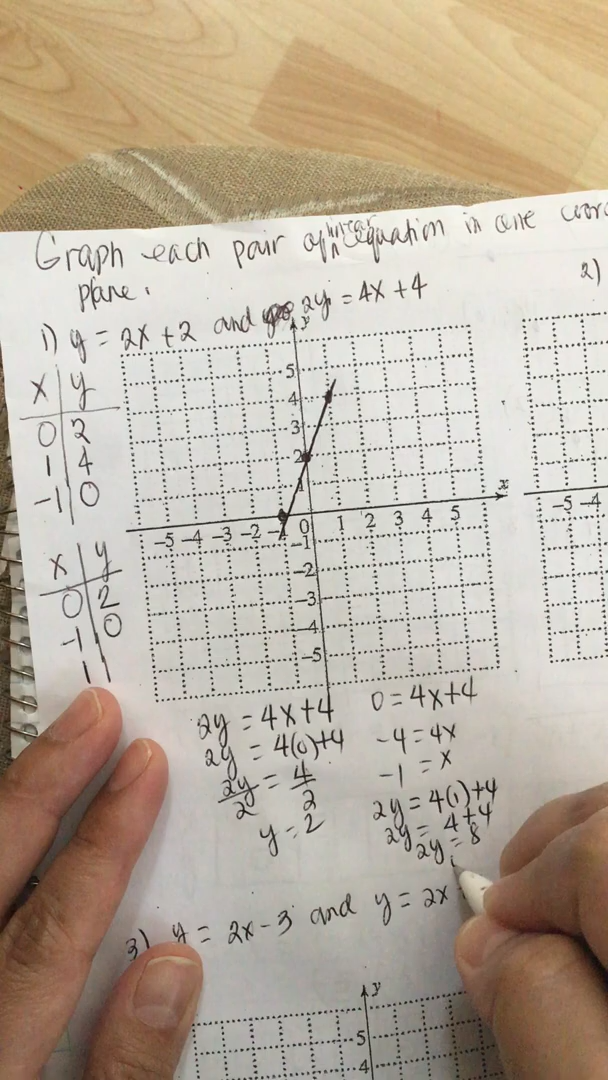 Graph each pair of linear equation in one coord
plane.
1) y = 2x + 2 and 2y = 4x + 4
2)
x y
0 2
1 4
-1 0
x y
0 2
-1 0
1
y
5
4
3
2
1
x
-5 -4 -3 -2 -1 0 1 2 3 4 5
-1
-2
-3
-4
-5
-5 -4
2y = 4x+4
2y = 4(0)+4
2y/2 = 4/2
y = 2
0 = 4x+4
-4 = 4x
-1 = x
2y = 4(1)+4
2y = 4+4
2y = 8
3) y = 2x - 3 and y = 2x
y
5
4